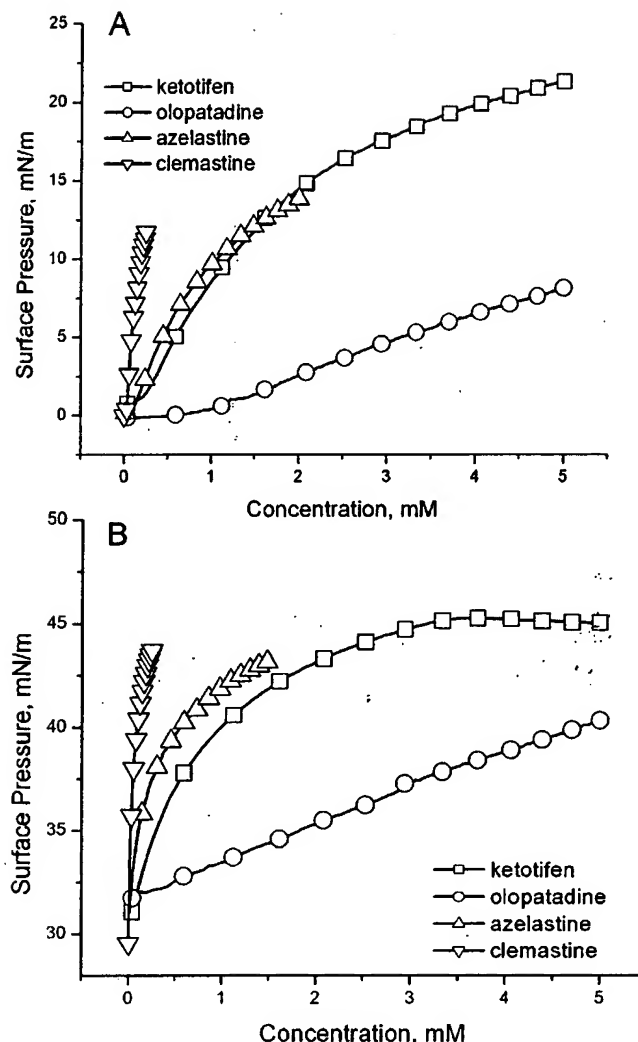 A
25
20
15
10
5
0
Surface Pressure, mN/m
ketotifen
olopatadine
azelastine
clemastine
0 1 2 3 4 5
Concentration, mM
B
50
45
40
35
30
Surface Pressure, mN/m
ketotifen
olopatadine
azelastine
clemastine
0 1 2 3 4 5
Concentration, mM